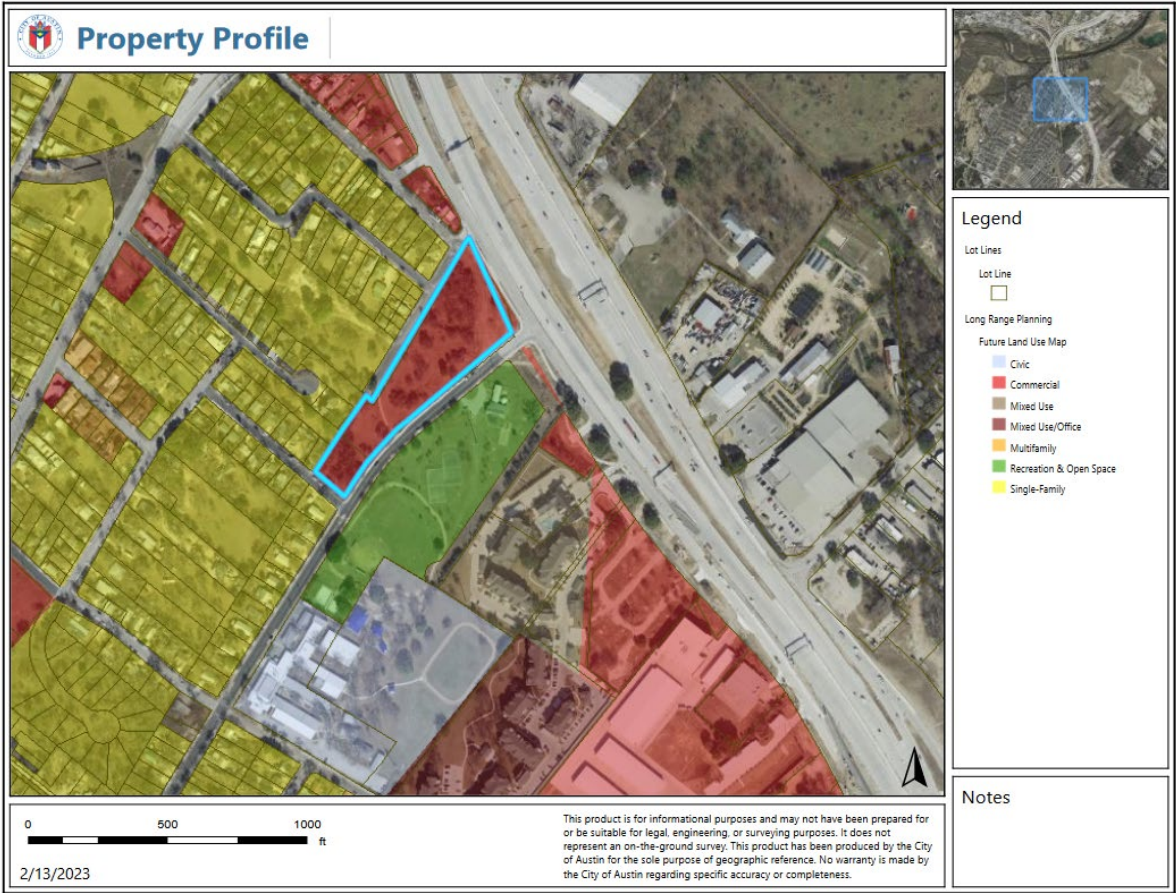 CITY OF AUSTIN
Property Profile
Legend
Lot Lines
Lot Line
Long Range Planning
Future Land Use Map
Civic
Commercial
Mixed Use
Mixed Use/Office
Multifamily
Recreation & Open Space
Single-Family
Notes
0 500 1000
ft
2/13/2023
This product is for informational purposes and may not have been prepared for
or be suitable for legal, engineering, or surveying purposes. It does not
represent an on-the-ground survey. This product has been produced by the City
of Austin for the sole purpose of geographic reference. No warranty is made by
the City of Austin regarding specific accuracy or completeness.